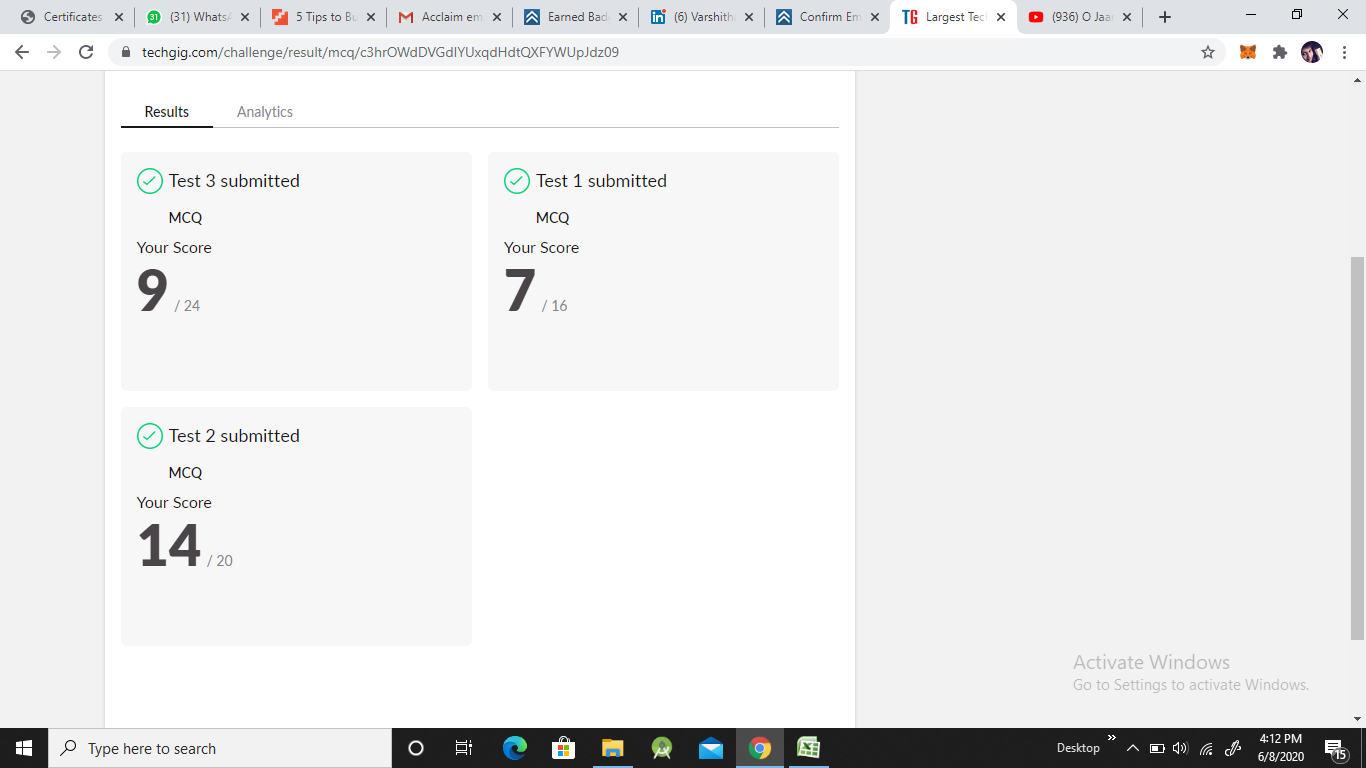 Certificates
(31) WhatsA
5 Tips to Bu
Acclaim em
Earned Bad
(6) Varshith
Confirm Em
TG Largest Tec
(936) O Jaan
techgig.com/challenge/result/mcq/c3hrOWdDVGdIYUxqdHdtQXFYWUpJdz09
Results Analytics
Test 3 submitted
MCQ
Your Score
9 / 24
Test 1 submitted
MCQ
Your Score
7 / 16
Test 2 submitted
MCQ
Your Score
14 / 20
Activate Windows
Go to Settings to activate Windows.
Type here to search
Desktop
4:12 PM
6/8/2020
15